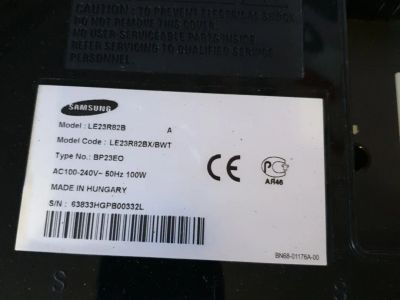 CAUTION: TO PREVENT ELECTRICAL SHOCK
DO NOT REMOVE THIS COVER.
NO USER-SERVICEABLE PARTS INSIDE
REFER SERVICING TO QUALIFIED SERVICE
PERSONNEL.
SAMSUNG
Model : LE23R82B A
Model Code : LE23R82BX/BWT
Type No. : BP23EO
AC100-240V~ 50Hz 100W
MADE IN HUNGARY
S/N : 63833HGPB00332L
CE
PC
АЯ46
BN68-01176A-00
S